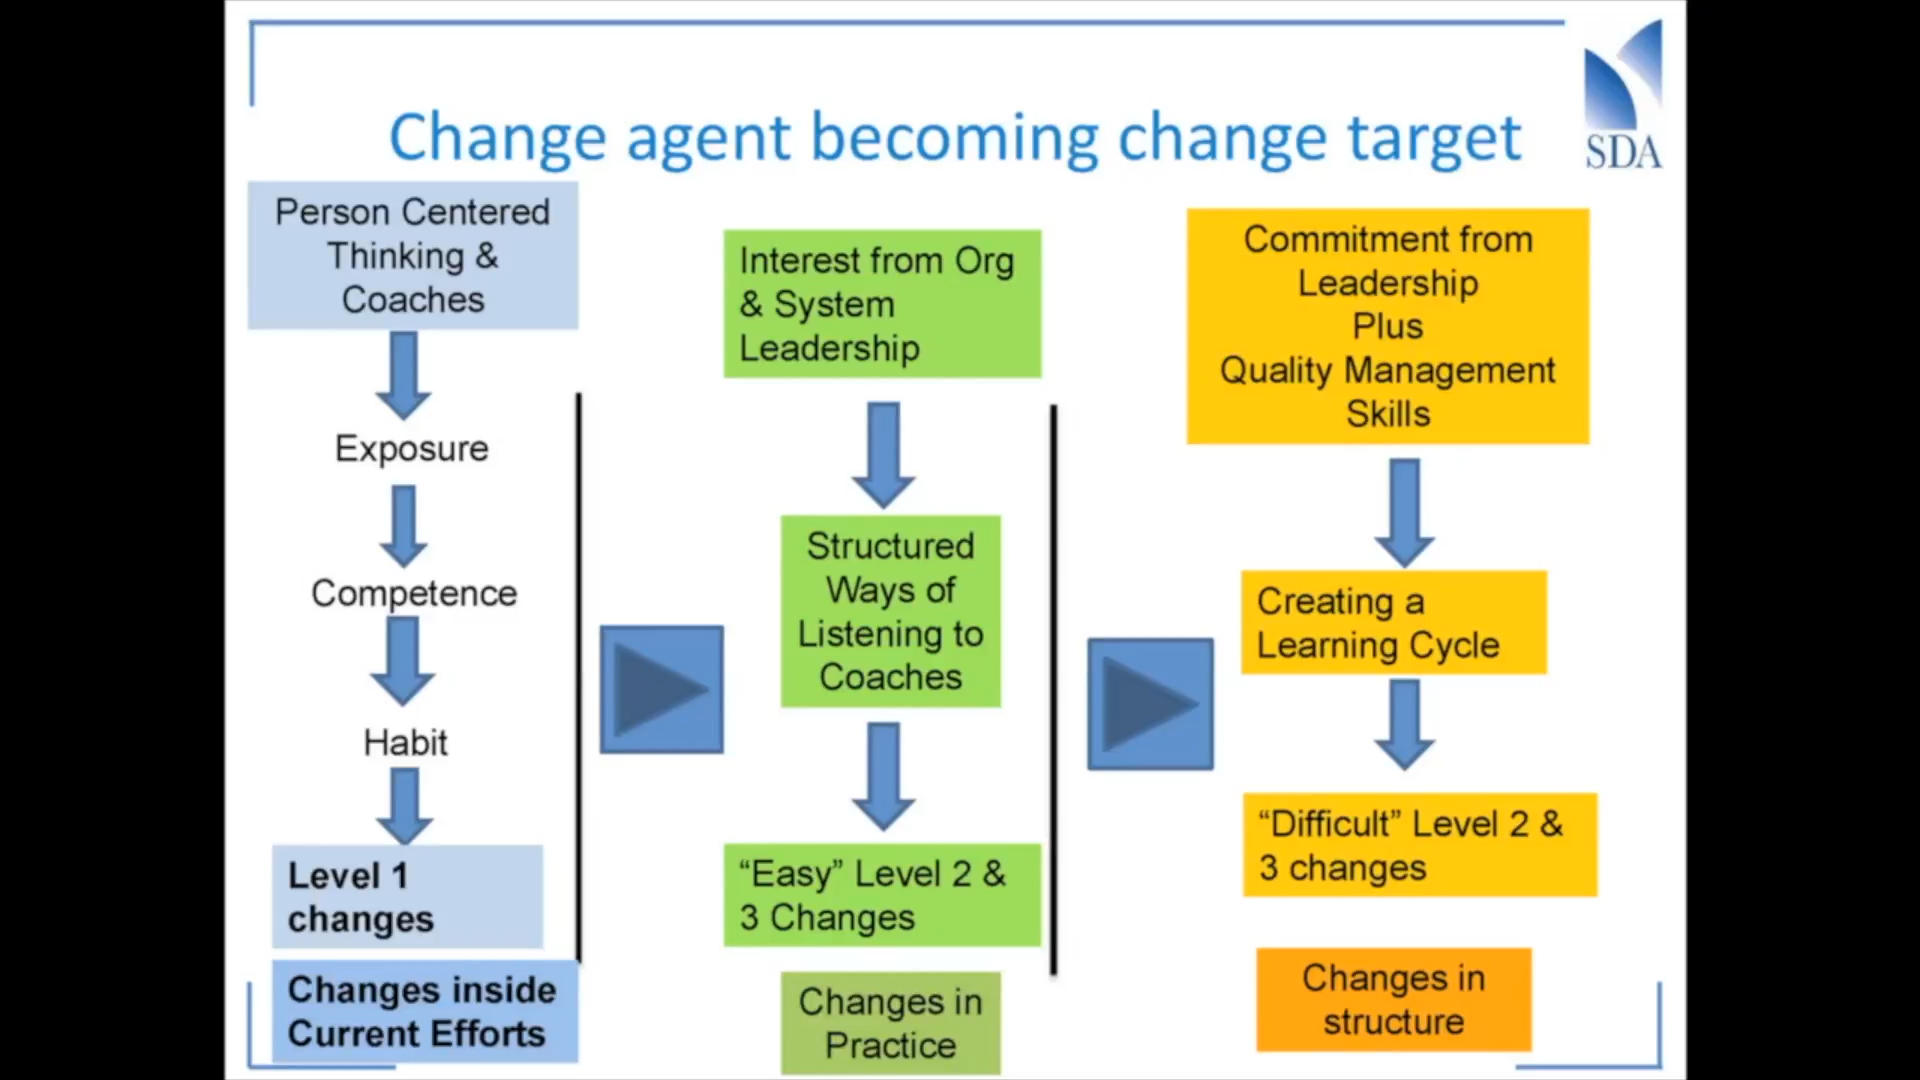 Change agent becoming change target
SDA
Person Centered
Thinking &
Coaches
Exposure
Competence
Habit
Level 1
changes
Changes inside
Current Efforts
Interest from Org
& System
Leadership
Structured
Ways of
Listening to
Coaches
“Easy” Level 2 &
3 Changes
Changes in
Practice
Commitment from
Leadership
Plus
Quality Management
Skills
Creating a
Learning Cycle
“Difficult” Level 2 &
3 changes
Changes in
structure